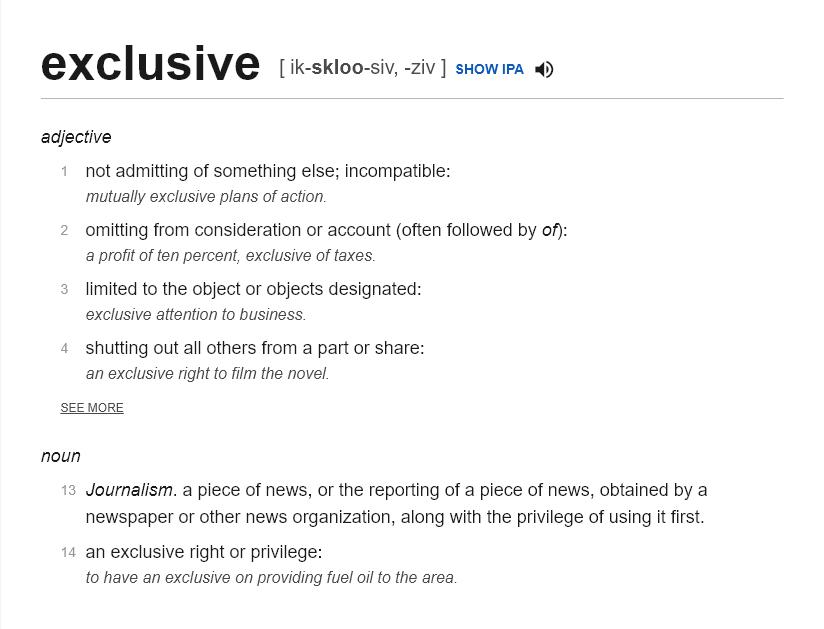 exclusive [ ik-skloo-siv, -ziv ] SHOW IPA
adjective
1 not admitting of something else; incompatible:
mutually exclusive plans of action.
2 omitting from consideration or account (often followed by of):
a profit of ten percent, exclusive of taxes.
3 limited to the object or objects designated:
exclusive attention to business.
4 shutting out all others from a part or share:
an exclusive right to film the novel.
SEE MORE
noun
13 Journalism. a piece of news, or the reporting of a piece of news, obtained by a
newspaper or other news organization, along with the privilege of using it first.
14 an exclusive right or privilege:
to have an exclusive on providing fuel oil to the area.